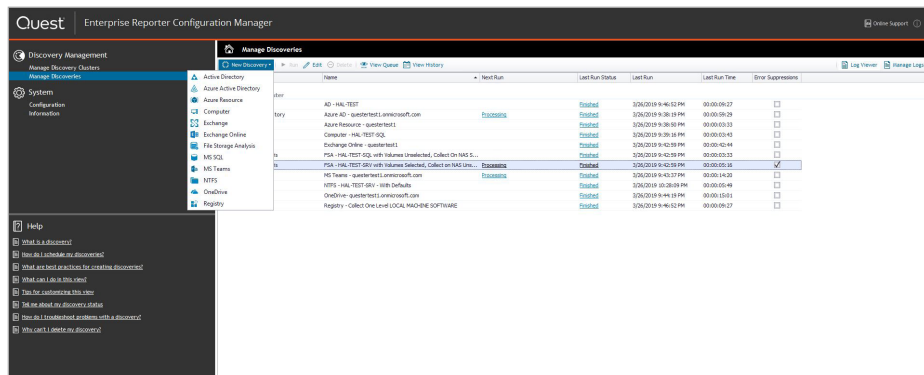 Quest Enterprise Reporter Configuration Manager
Online Support
Discovery Management
Manage Discovery Clusters
Manage Discoveries
System
Configuration
Information
Help
What is a discovery?
How do I schedule my discoveries?
What are best practices for creating discoveries?
What can I do in this view?
Tips for customizing this view
Tell me about my discovery status
How do I troubleshoot problems with a discovery?
Why can't I delete my discovery?
Manage Discoveries
New Discovery Run Edit Delete View Queue View History Log Viewer Manage Logs
Active Directory
Azure Active Directory
Azure Resource
Computer
Exchange
Exchange Online
File Storage Analysis
MS SQL
MS Teams
NTFS
OneDrive
Registry
Name Next Run Last Run Status Last Run Last Run Time Error Suppressions
ster
AD - HAL-TEST Finished 3/26/2019 9:46:52 PM 00:00:09:27
tory Azure AD - questertest1.onmicrosoft.com Processing Finished 3/26/2019 9:38:19 PM 00:00:59:29
Azure Resource - questertest1 Finished 3/26/2019 9:38:50 PM 00:00:03:33
Computer - HAL-TEST-SQL Finished 3/26/2019 9:39:16 PM 00:00:03:43
Exchange Online - questertest1 Finished 3/26/2019 9:42:59 PM 00:00:42:44
is FSA - HAL-TEST-SQL with Volumes Unselected, Collect On NAS S... Finished 3/26/2019 9:42:59 PM 00:00:03:33
is FSA - HAL-TEST-SRV with Volumes Selected, Collect on NAS Uns... Processing Finished 3/26/2019 9:42:59 PM 00:00:05:16
MS Teams - questertest1.onmicrosoft.com Processing Finished 3/26/2019 9:43:37 PM 00:00:14:20
NTFS - HAL-TEST-SRV - With Defaults Finished 3/26/2019 10:28:09 PM 00:00:05:49
OneDrive- questertest1.onmicrosoft.com Finished 3/26/2019 9:44:19 PM 00:00:15:01
Registry - Collect One Level LOCAL MACHINE SOFTWARE Finished 3/26/2019 9:46:52 PM 00:00:09:27